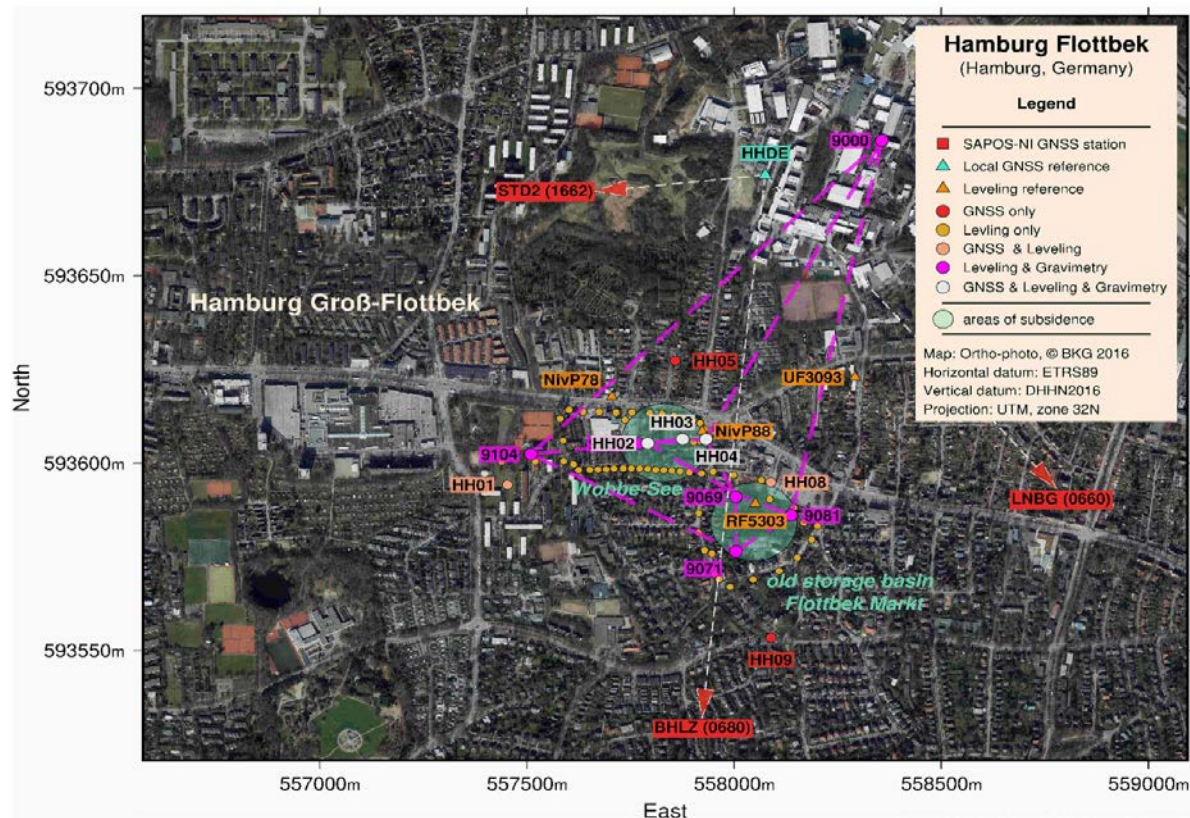 Hamburg Flottbek
(Hamburg, Germany)
Legend
SAPOS-NI GNSS station
Local GNSS reference
Leveling reference
GNSS only
Levling only
GNSS & Leveling
Leveling & Gravimetry
GNSS & Leveling & Gravimetry
areas of subsidence
Map: Ortho-photo, © BKG 2016
Horizontal datum: ETRS89
Vertical datum: DHHN2016
Projection: UTM, zone 32N
593700m
593650m
593600m
593550m
North
9000
HHDE
STD2 (1662)
Hamburg Groß-Flottbek
HH05
NivP78
UF3093
HH03
NivP88
HH02
HH04
9104
HH01
HH08
Wobbe-See
9069
LNBG (0660)
RF5303
9081
9071
old storage basin
Flottbek Markt
HH09
BHLZ (0680)
557000m
557500m
558000m
558500m
559000m
East